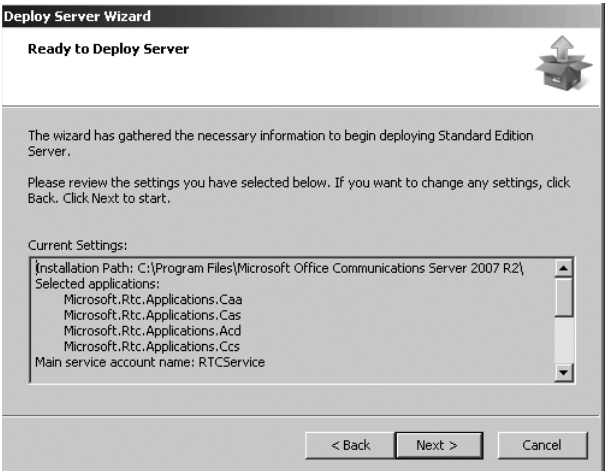 Deploy Server Wizard
Ready to Deploy Server
The wizard has gathered the necessary information to begin deploying Standard Edition
Server.
Please review the settings you have selected below. If you want to change any settings, click
Back. Click Next to start.
Current Settings:
Installation Path: C:\Program Files\Microsoft Office Communications Server 2007 R2\
Selected applications:
Microsoft.Rtc.Applications.Caa
Microsoft.Rtc.Applications.Cas
Microsoft.Rtc.Applications.Acd
Microsoft.Rtc.Applications.Ccs
Main service account name: RTCService
< Back Next > Cancel